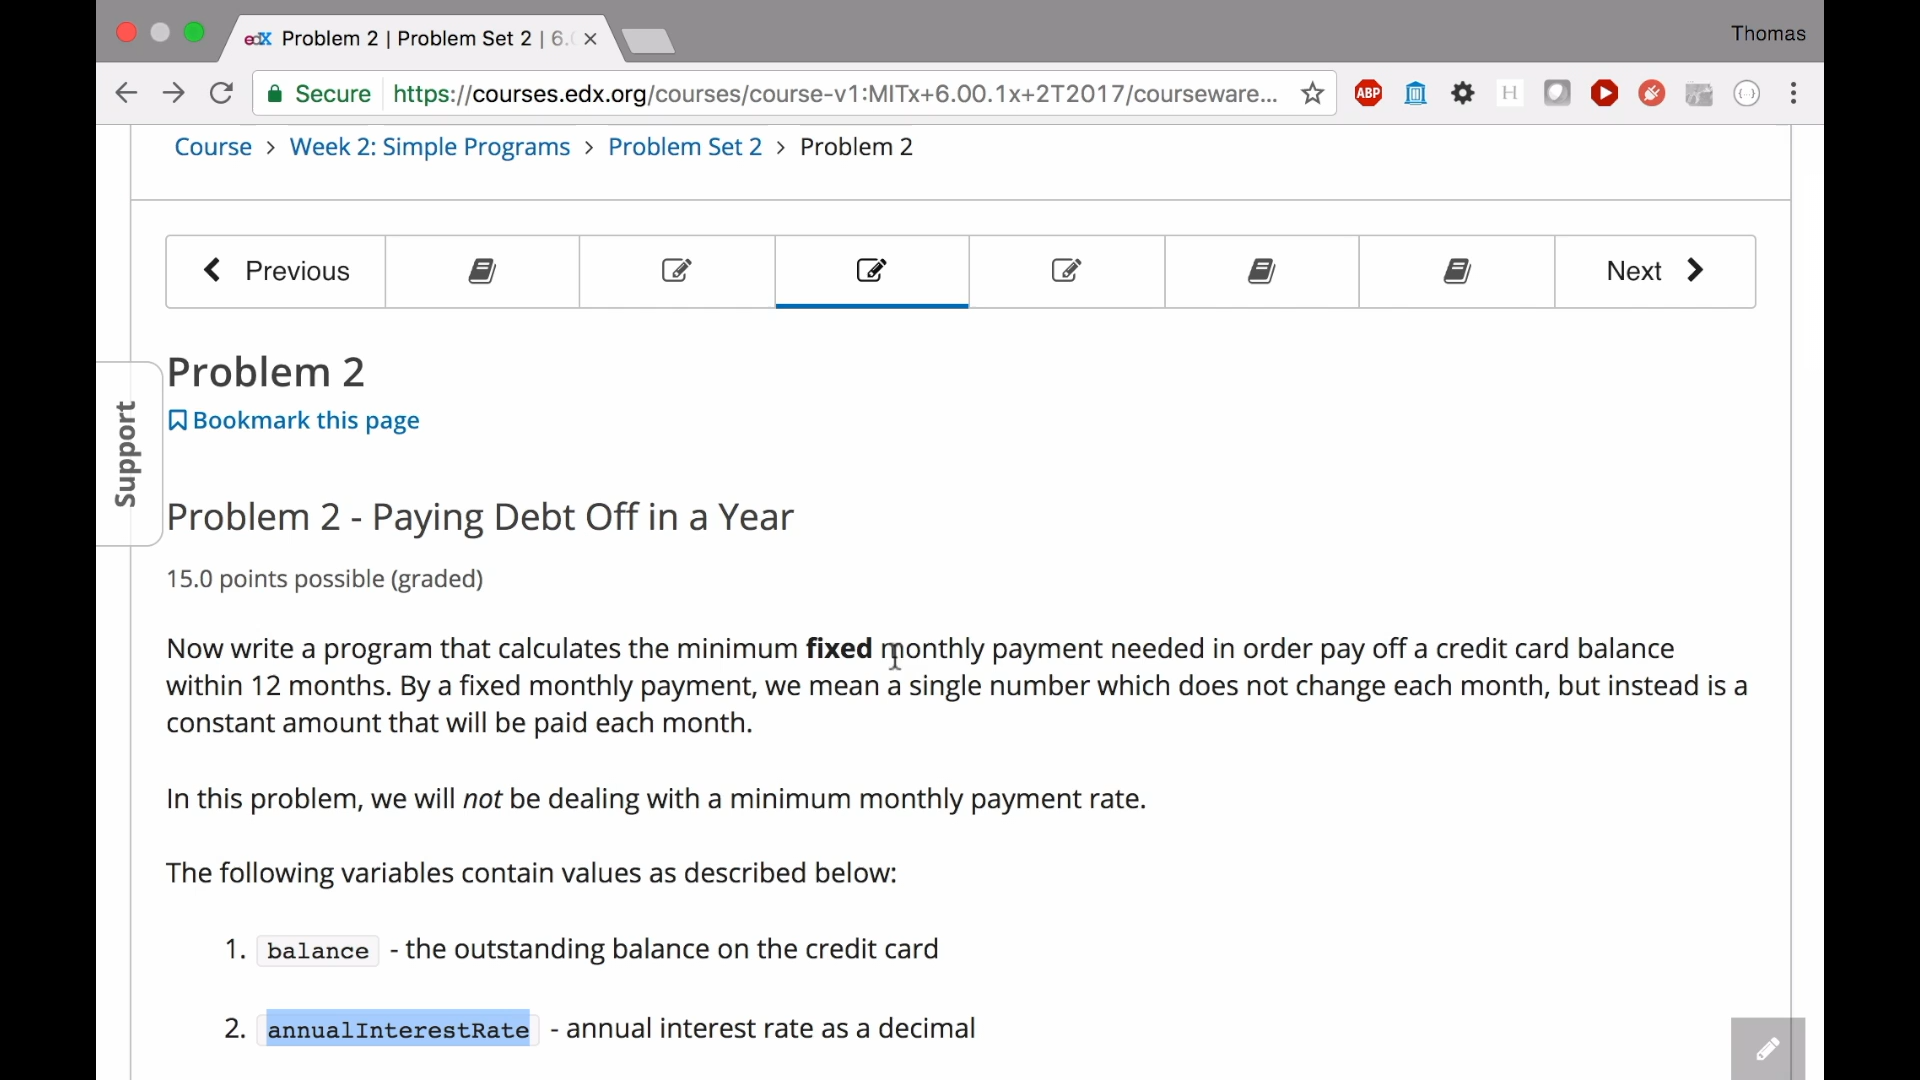 edX Problem 2 | Problem Set 2 | 6.
Thomas
Secure https://courses.edx.org/courses/course-v1:MITx+6.00.1x+2T2017/courseware...
ABP
H
Course > Week 2: Simple Programs > Problem Set 2 > Problem 2
Previous
Next
Problem 2
Bookmark this page
Support
Problem 2 - Paying Debt Off in a Year
15.0 points possible (graded)
Now write a program that calculates the minimum fixed monthly payment needed in order pay off a credit card balance
within 12 months. By a fixed monthly payment, we mean a single number which does not change each month, but instead is a
constant amount that will be paid each month.
In this problem, we will not be dealing with a minimum monthly payment rate.
The following variables contain values as described below:
1. balance - the outstanding balance on the credit card
2. annualInterestRate - annual interest rate as a decimal